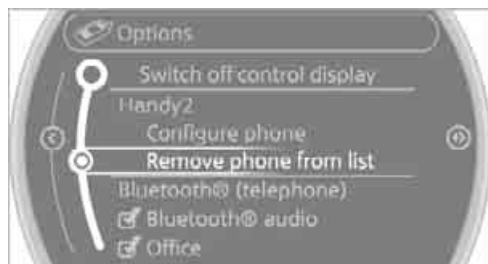 Options
Switch off control display
Handy2
Configure phone
Remove phone from list
Bluetooth® (telephone)
Bluetooth® audio
Office